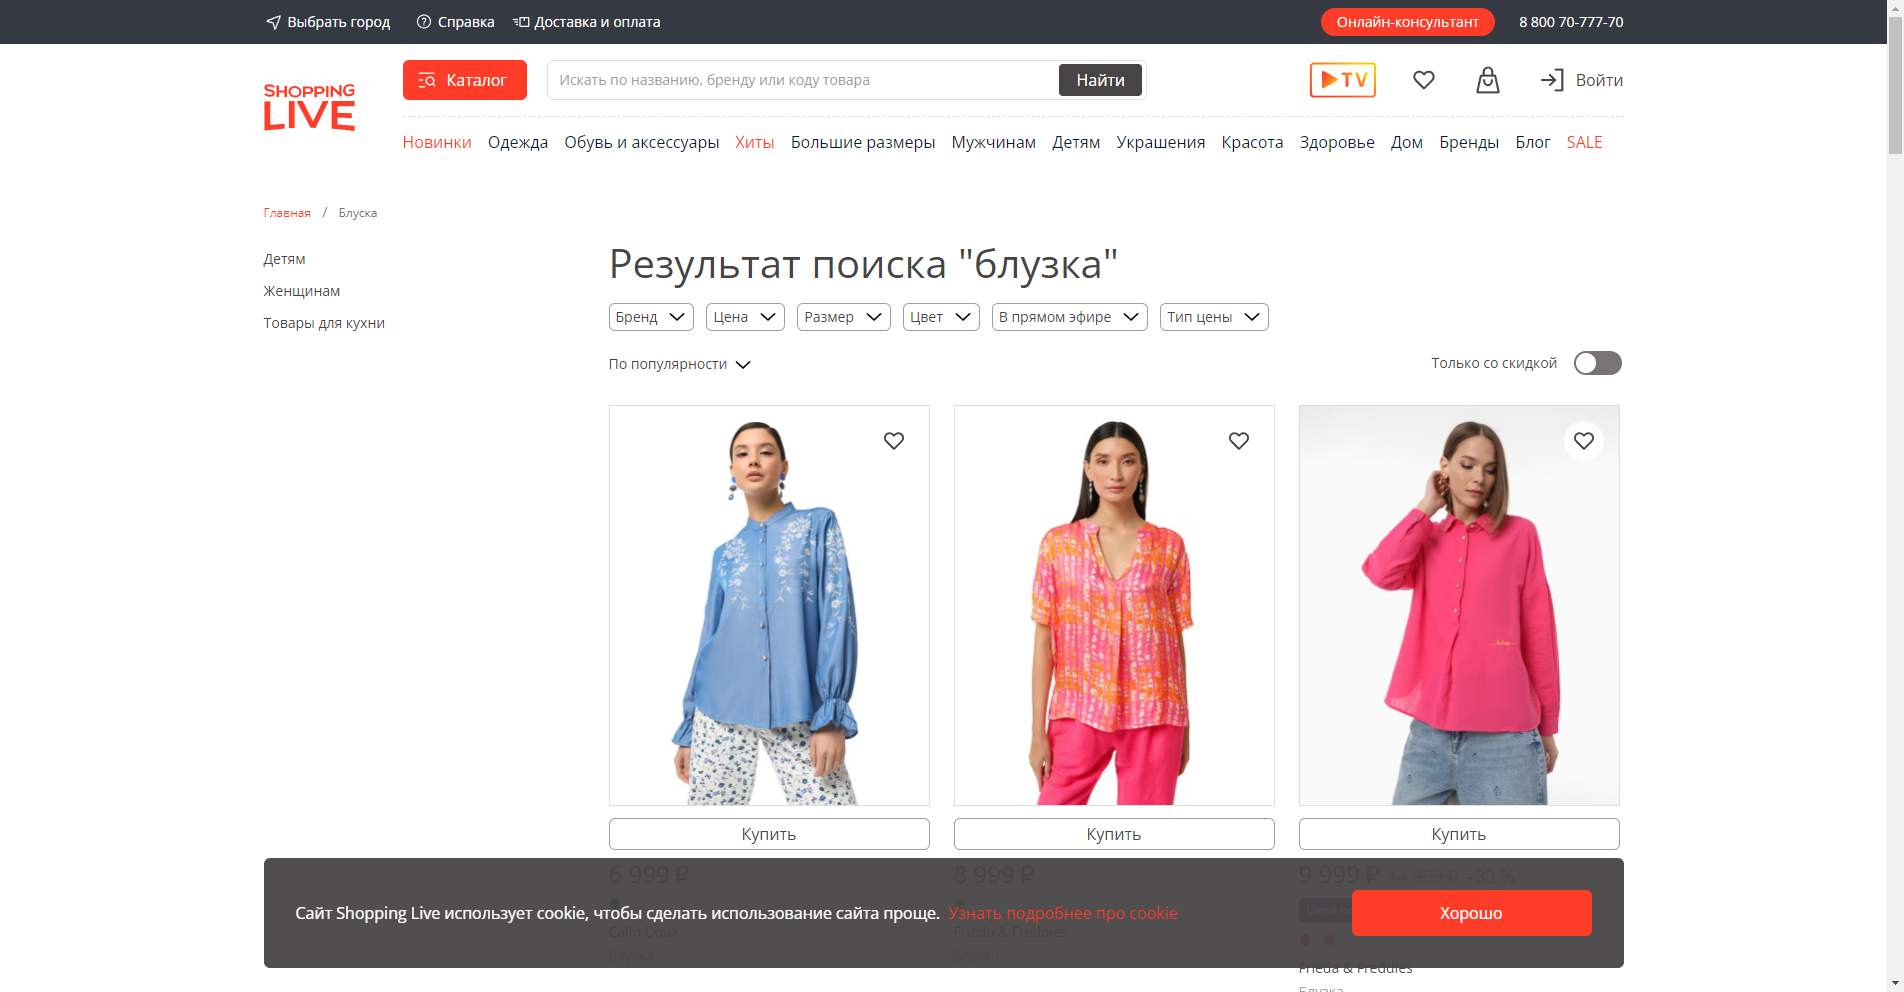 Выбрать город
Справка
Доставка и оплата
Онлайн-консультант
8 800 70-777-70
SHOPPING
LIVE
Каталог
Искать по названию, бренду или коду товара
Найти
TV
Войти
Новинки Одежда Обувь и аксессуары Хиты Большие размеры Мужчинам Детям Украшения Красота Здоровье Дом Бренды Блог SALE
Главная / Блуска
Детям
Женщинам
Товары для кухни
Результат поиска "блузка"
Бренд Цена Размер Цвет В прямом эфире Тип цены
По популярности
Только со скидкой
Купить Купить Купить
6 999 ₽ 8 999 ₽ 9 999 ₽ 14 999 ₽ -33 %
Сайт Shopping Live использует cookie, чтобы сделать использование сайта проще. Узнать подробнее про cookie
Хорошо
Calin Doux Frieda & Freddies
Блузка Блузка
Frieda & Freddies
Блузка